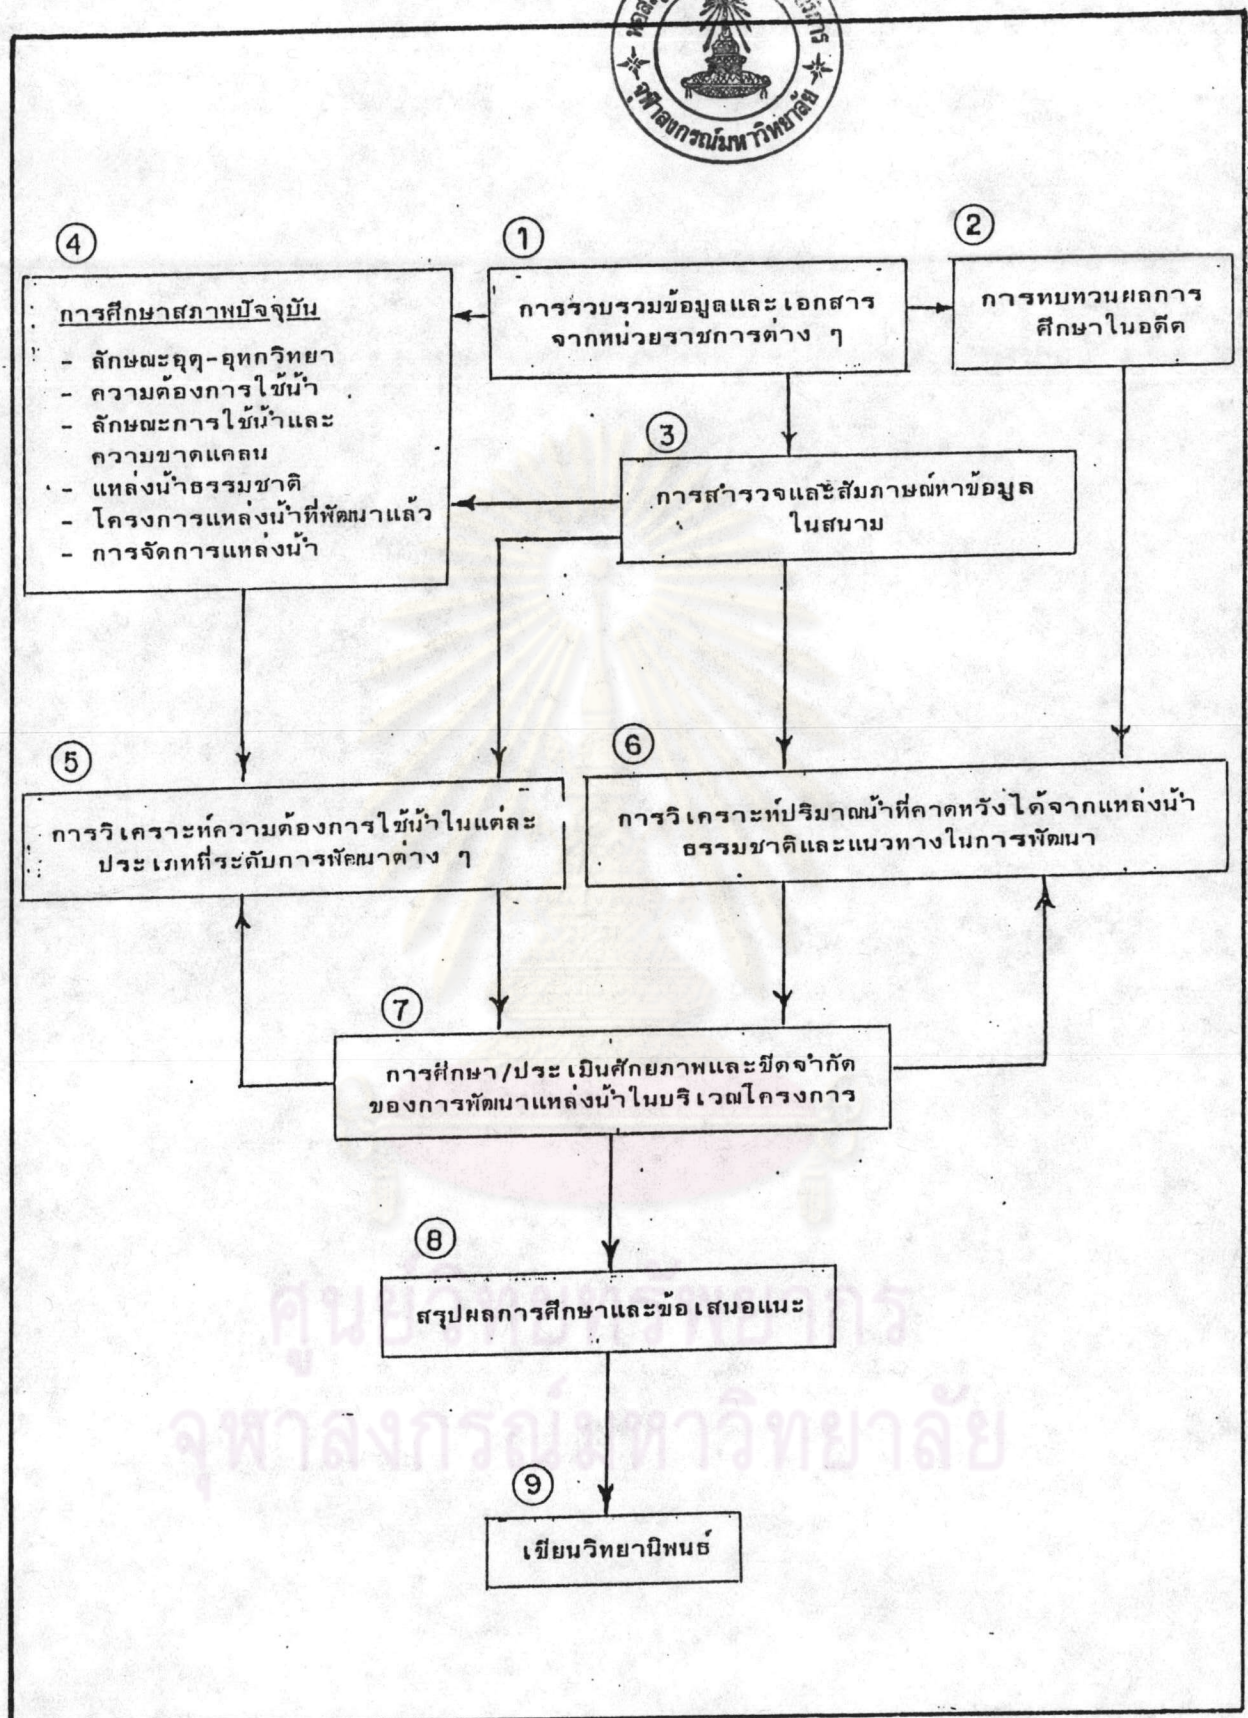 จุฬาลงกรณ์มหาวิทยาลัย
①
การรวบรวมข้อมูลและเอกสาร
จากหน่วยราชการต่าง ๆ
②
การทบทวนผลการ
ศึกษาในอดีต
③
การสำรวจและสัมภาษณ์หาข้อมูล
ในสนาม
④
การศึกษาสภาพปัจจุบัน
- ลักษณะอุตุ-อุทกวิทยา
- ความต้องการใช้น้ำ
- ลักษณะการใช้น้ำและ
ความขาดแคลน
- แหล่งน้ำธรรมชาติ
- โครงการแหล่งน้ำที่พัฒนาแล้ว
- การจัดการแหล่งน้ำ
⑤
การวิเคราะห์ความต้องการใช้น้ำในแต่ละ
ประเภทที่ระดับการพัฒนาต่าง ๆ
⑥
การวิเคราะห์ปริมาณน้ำที่คาดหวังได้จากแหล่งน้ำ
ธรรมชาติและแนวทางในการพัฒนา
⑦
การศึกษา/ประเมินศักยภาพและขีดจำกัด
ของการพัฒนาแหล่งน้ำในบริเวณโครงการ
⑧
สรุปผลการศึกษาและข้อเสนอแนะ
⑨
เขียนวิทยานิพนธ์
ศูนย์วิทยทรัพยากร
จุฬาลงกรณ์มหาวิทยาลัย